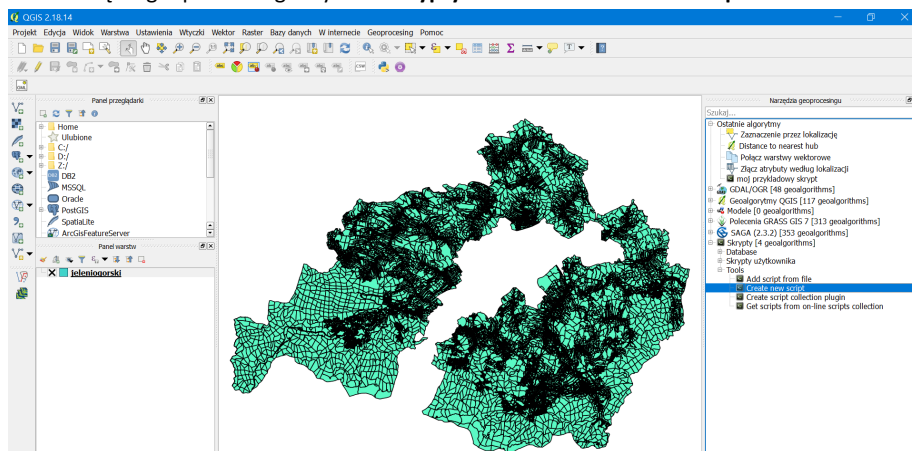 QGIS 2.18.14
Projekt Edycja Widok Warstwa Ustawienia Wtyczki Wektor Raster Bazy danych W internecie Geoprocesing Pomoc
Panel przeglądarki
Home
Ulubione
C:/
D:/
Z:/
DB2
MSSQL
Oracle
PostGIS
SpatiaLite
ArcGisFeatureServer
Panel warstw
jeleniogorski
Narzędzia geoprocesingu
Szukaj...
Ostatnie algorytmy
Zaznaczenie przez lokalizację
Distance to nearest hub
Połącz warstwy wektorowe
Złącz atrybuty według lokalizacji
moj przykladowy skrypt
GDAL/OGR [48 geoalgorithms]
Geoalgorytmy QGIS [117 geoalgorithms]
Modele [0 geoalgorithms]
Polecenia GRASS GIS 7 [313 geoalgorithms]
SAGA (2.3.2) [353 geoalgorithms]
Skrypty [4 geoalgorithms]
Database
Skrypty użytkownika
Tools
Add script from file
Create new script
Create script collection plugin
Get scripts from on-line scripts collection